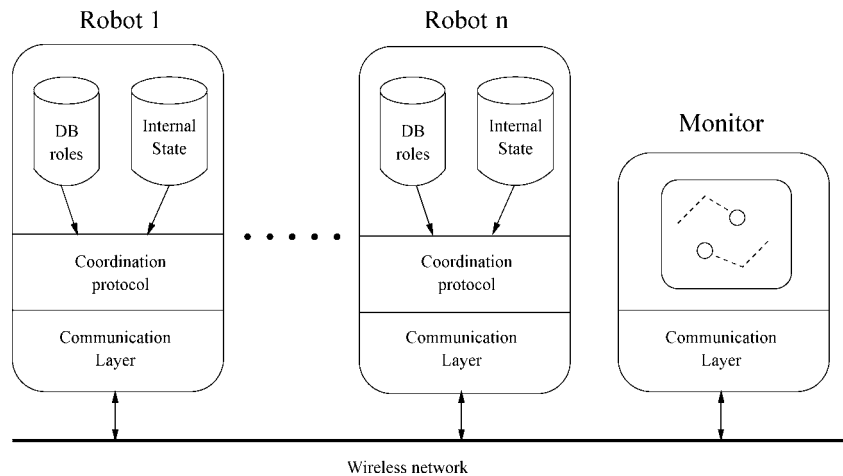 Robot 1
DB
roles
Internal
State
Coordination
protocol
Communication
Layer
Robot n
DB
roles
Internal
State
Coordination
protocol
Communication
Layer
Monitor
Communication
Layer
Wireless network